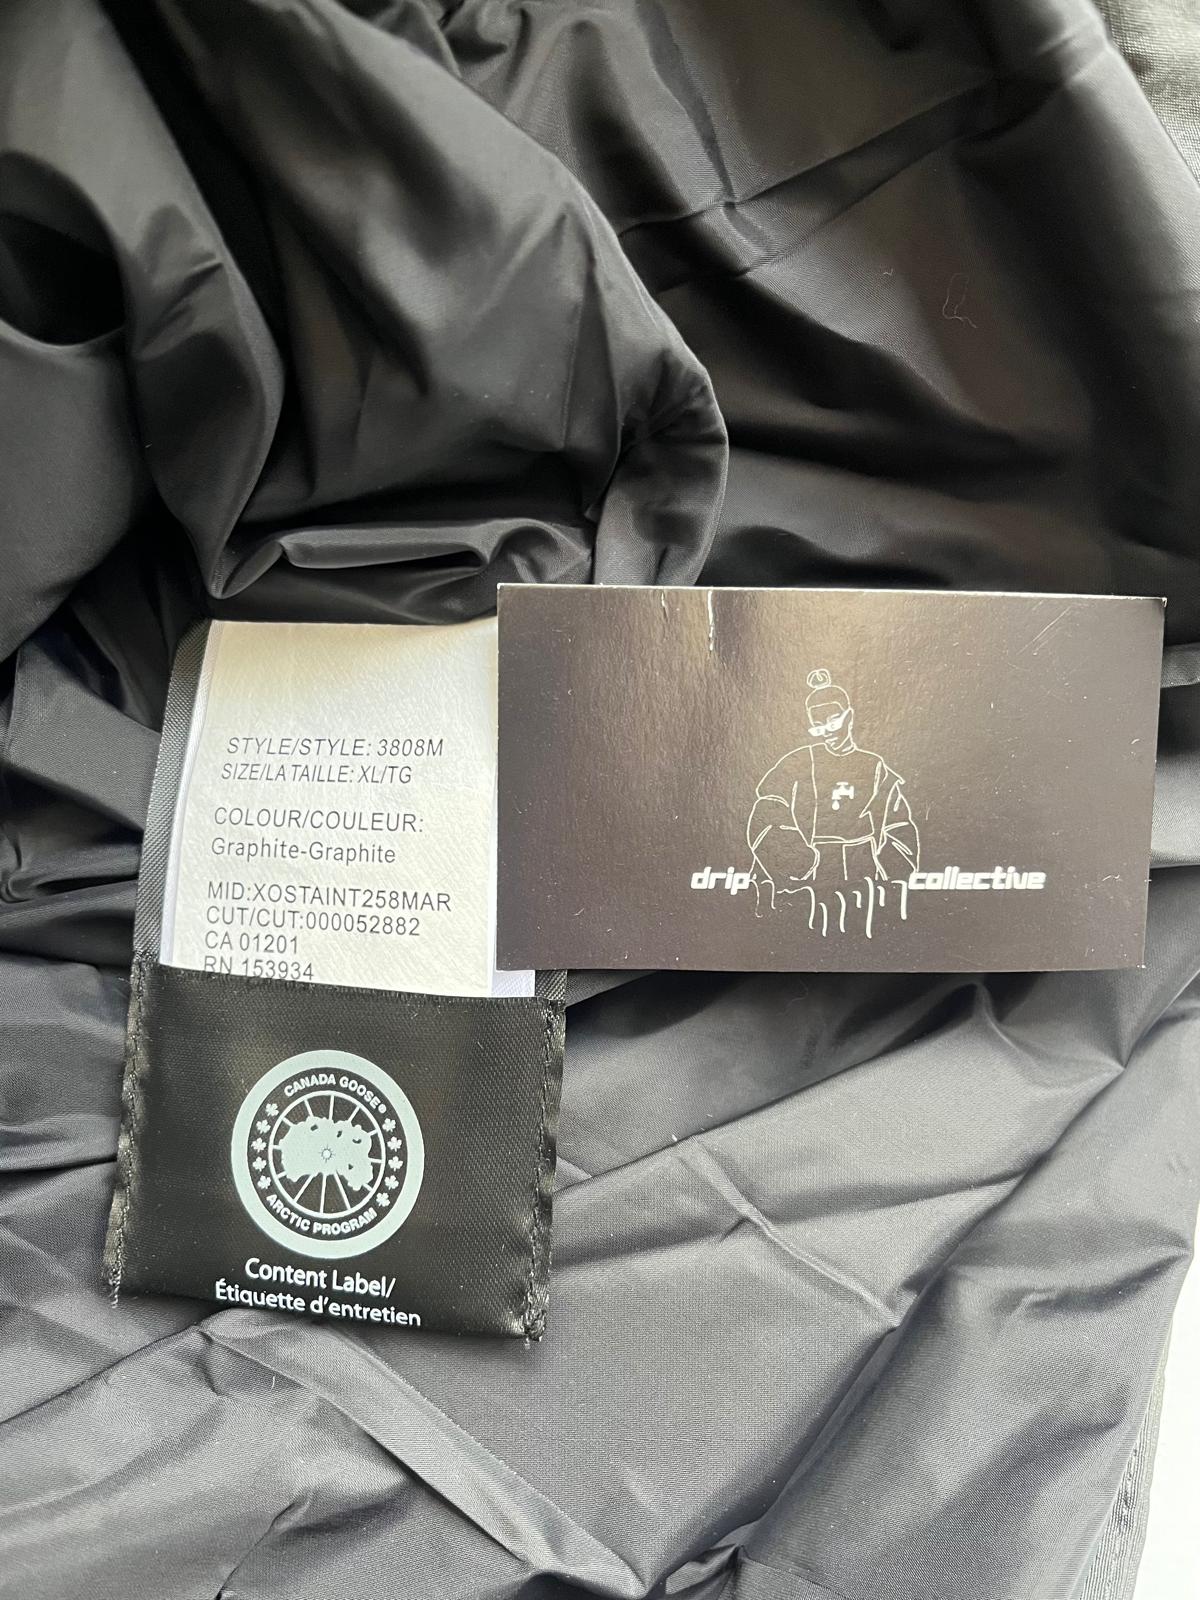 STYLE/STYLE: 3808M
SIZE/LA TAILLE: XL/TG
COLOUR/COULEUR:
Graphite-Graphite
MID:XOSTAINT258MAR
CUT/CUT:000052882
CA 01201
RN 153934
drip collective
CANADA GOOSE®
ARCTIC PROGRAM
Content Label/
Étiquette d'entretien